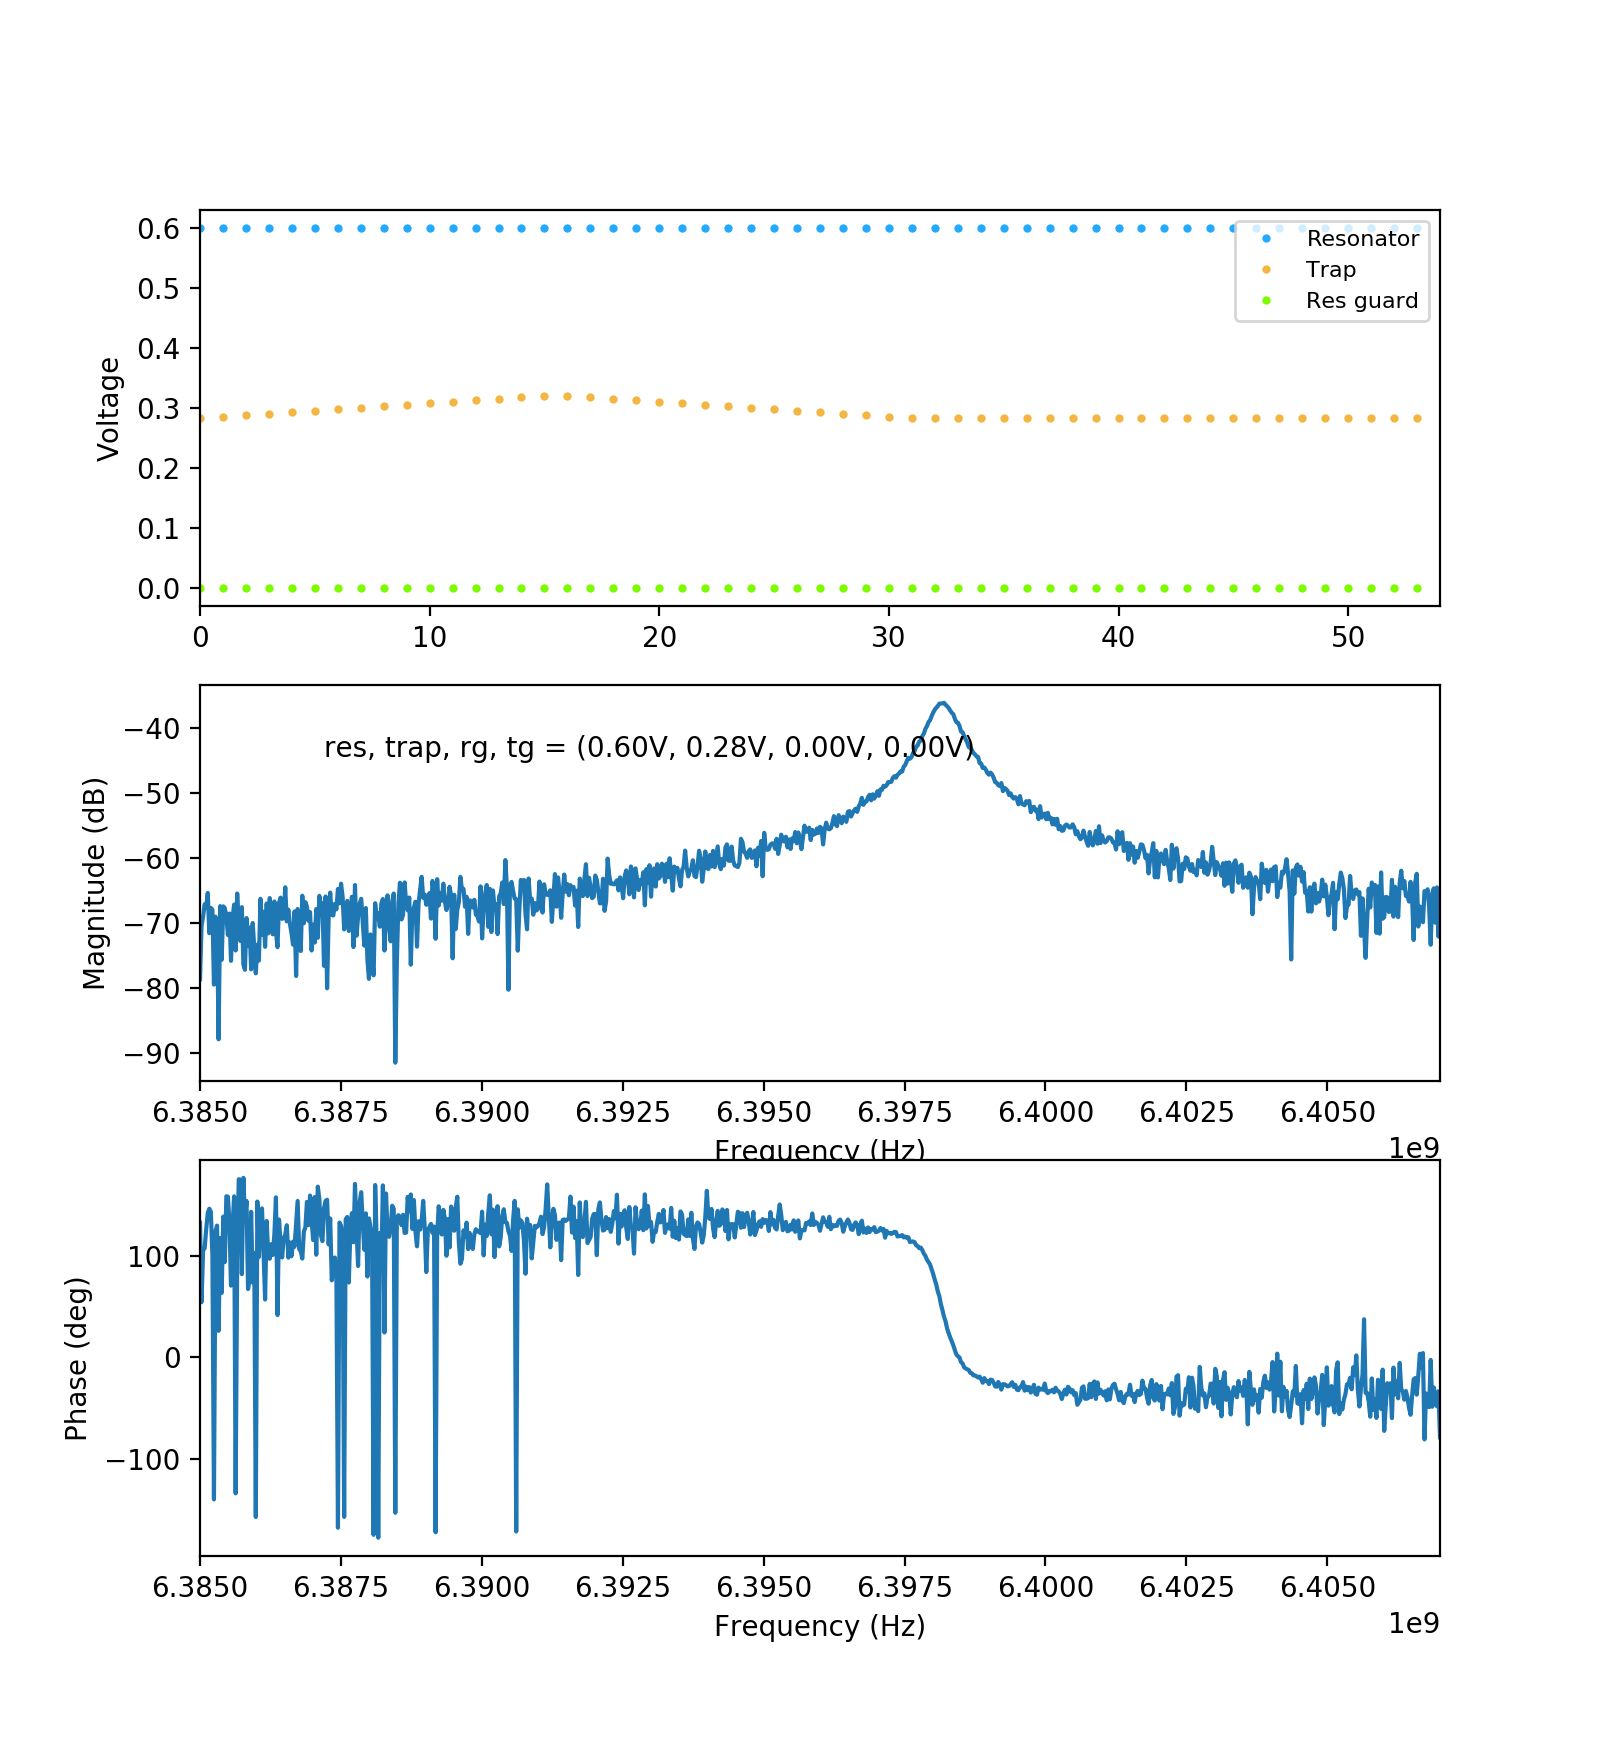 0.6
0.5
0.4
0.3
0.2
0.1
0.0
Voltage
Resonator
Trap
Res guard
0 10 20 30 40 50
−40
−50
−60
−70
−80
−90
Magnitude (dB)
res, trap, rg, tg = (0.60V, 0.28V, 0.00V, 0.00V)
6.3850 6.3875 6.3900 6.3925 6.3950 6.3975 6.4000 6.4025 6.4050
Frequency (Hz)
1e9
100
0
−100
Phase (deg)
6.3850 6.3875 6.3900 6.3925 6.3950 6.3975 6.4000 6.4025 6.4050
Frequency (Hz)
1e9